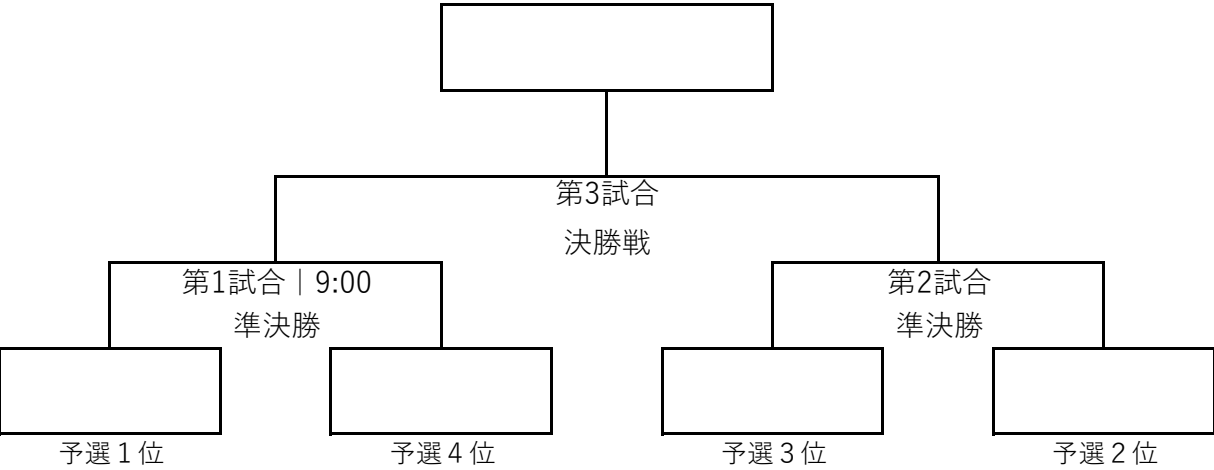 第3試合
決勝戦
第1試合｜9:00
準決勝
第2試合
準決勝
予選１位
予選４位
予選３位
予選２位